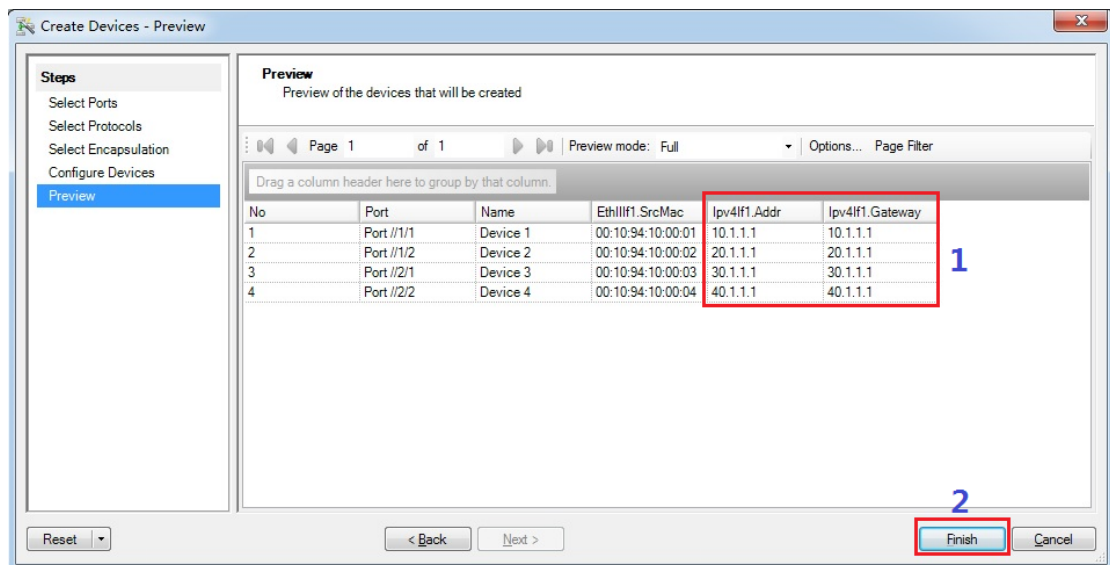 Create Devices - Preview
Steps
Select Ports
Select Protocols
Select Encapsulation
Configure Devices
Preview
Preview
Preview of the devices that will be created
Page 1 of 1 Preview mode: Full Options... Page Filter
Drag a column header here to group by that column.
No Port Name EthIIIf1.SrcMac Ipv4If1.Addr Ipv4If1.Gateway
1 Port //1/1 Device 1 00:10:94:10:00:01 10.1.1.1 10.1.1.1
2 Port //1/2 Device 2 00:10:94:10:00:02 20.1.1.1 20.1.1.1
3 Port //2/1 Device 3 00:10:94:10:00:03 30.1.1.1 30.1.1.1
4 Port //2/2 Device 4 00:10:94:10:00:04 40.1.1.1 40.1.1.1
1
2
Reset < Back Next > Finish Cancel